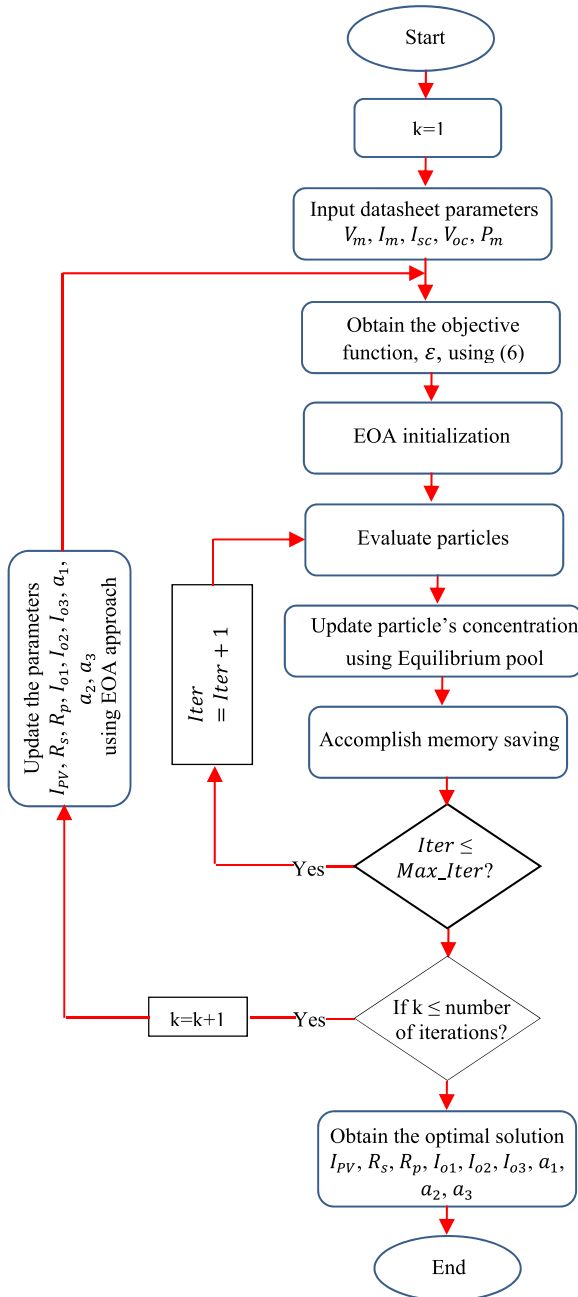 Start
k=1
Input datasheet parameters
V_m, I_m, I_sc, V_oc, P_m
Obtain the objective
function, ε, using (6)
EOA initialization
Evaluate particles
Update particle's concentration
using Equilibrium pool
Accomplish memory saving
Iter ≤
Max_Iter?
Yes
Iter
= Iter + 1
If k ≤ number
of iterations?
Yes
k=k+1
Update the parameters
I_PV, R_s, R_p, I_o1, I_o2, I_o3, a_1,
a_2, a_3
using EOA approach
Obtain the optimal solution
I_PV, R_s, R_p, I_o1, I_o2, I_o3, a_1,
a_2, a_3
End